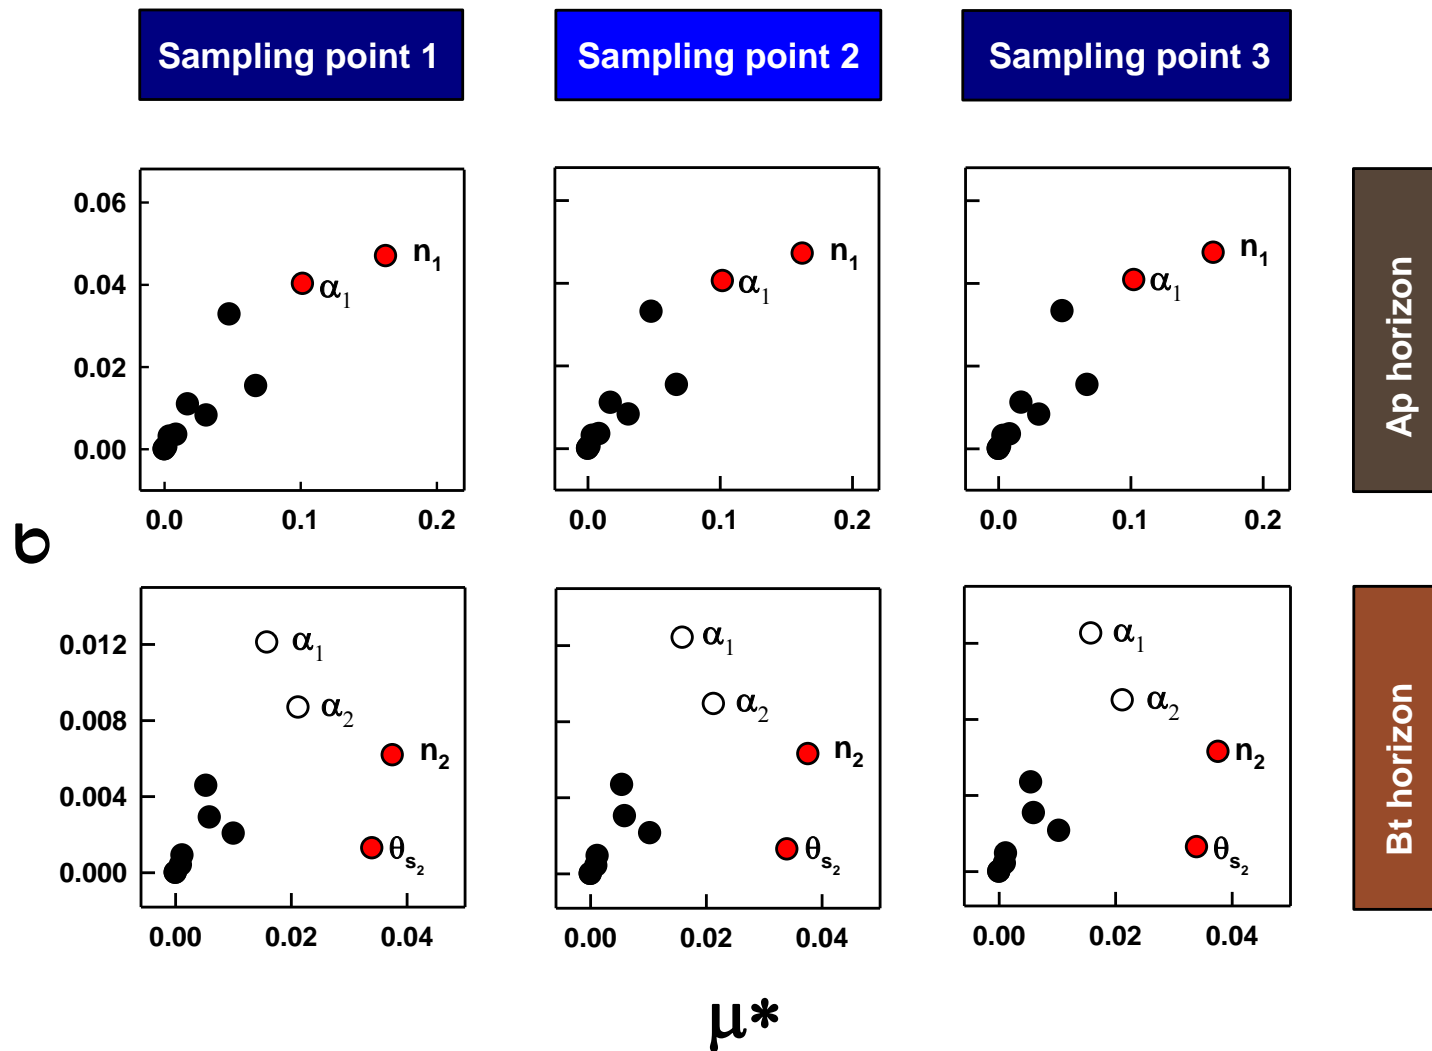 Sampling point 1 Sampling point 2 Sampling point 3
0.06
0.04
0.02
0.00
n1
α1
n1
α1
n1
α1
0.0 0.1 0.2 0.0 0.1 0.2 0.0 0.1 0.2
Ap horizon
σ
0.012
0.008
0.004
0.000
α1
α2
n2
θs2
α1
α2
n2
θs2
α1
α2
n2
θs2
0.00 0.02 0.04 0.00 0.02 0.04 0.00 0.02 0.04
Bt horizon
μ*